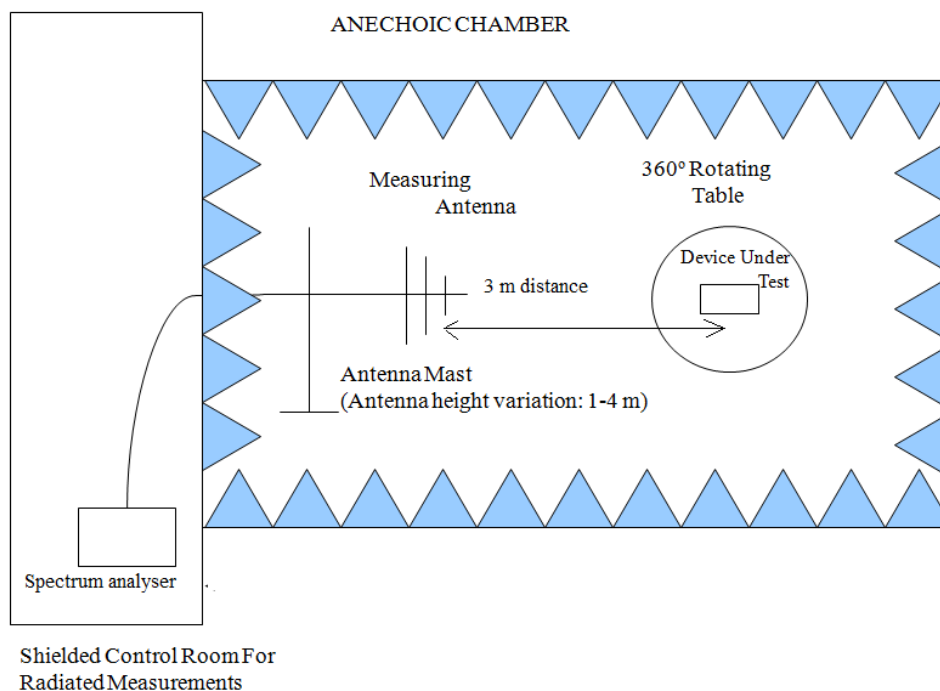 ANECHOIC CHAMBER
Measuring
Antenna
360º Rotating
Table
Device Under
Test
3 m distance
Antenna Mast
(Antenna height variation: 1-4 m)
Spectrum analyser
Shielded Control Room For
Radiated Measurements